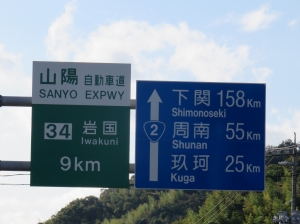 山陽 自動車道
SANYO EXPWY
34 岩国
Iwakuni
9km
下関 158Km
Shimonoseki
2
周南 55Km
Shunan
玖珂 25Km
Kuga